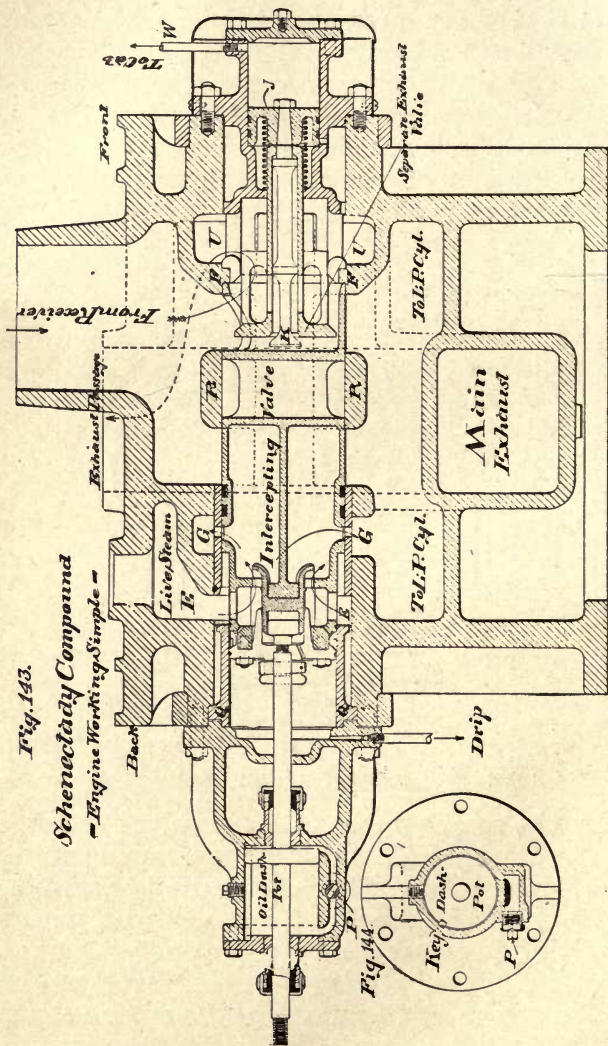 Fig. 143.
Schenectady Compound
- Engine Working Simple -
Back
Front
Exhaust Passage
From Receiver
To Cab
W
J
Separate Exhaust
Valve
Live Steam
E
G
U
F
R
K
Intercepting
Valve
R
F
U
G
E
To L. P. Cyl.
To L. P. Cyl.
Main
Exhaust
Drip
Oil Dash
Pot
P
Fig. 144.
Key
Dash
Pot
P